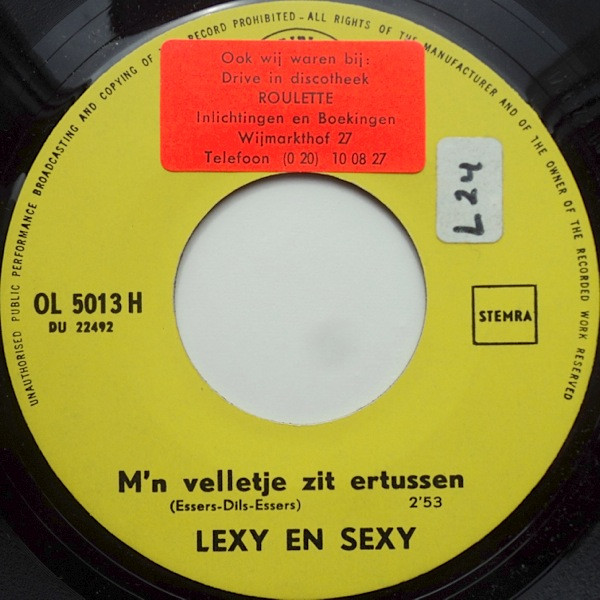 UNAUTHORISED PUBLIC PERFORMANCE BROADCASTING AND COPYING OF RECORD PROHIBITED - ALL RIGHTS OF THE MANUFACTURER AND OF THE OWNER OF THE RECORDED WORK RESERVED
Ook wij waren bij:
Drive in discotheek
ROULETTE
Inlichtingen en Boekingen
Wijmarkthof 27
Telefoon (0 20) 10 08 27
L24
OL 5013 H
DU 22492
STEMRA
M'n velletje zit ertussen
(Essers-Dils-Essers) 2'53
LEXY EN SEXY